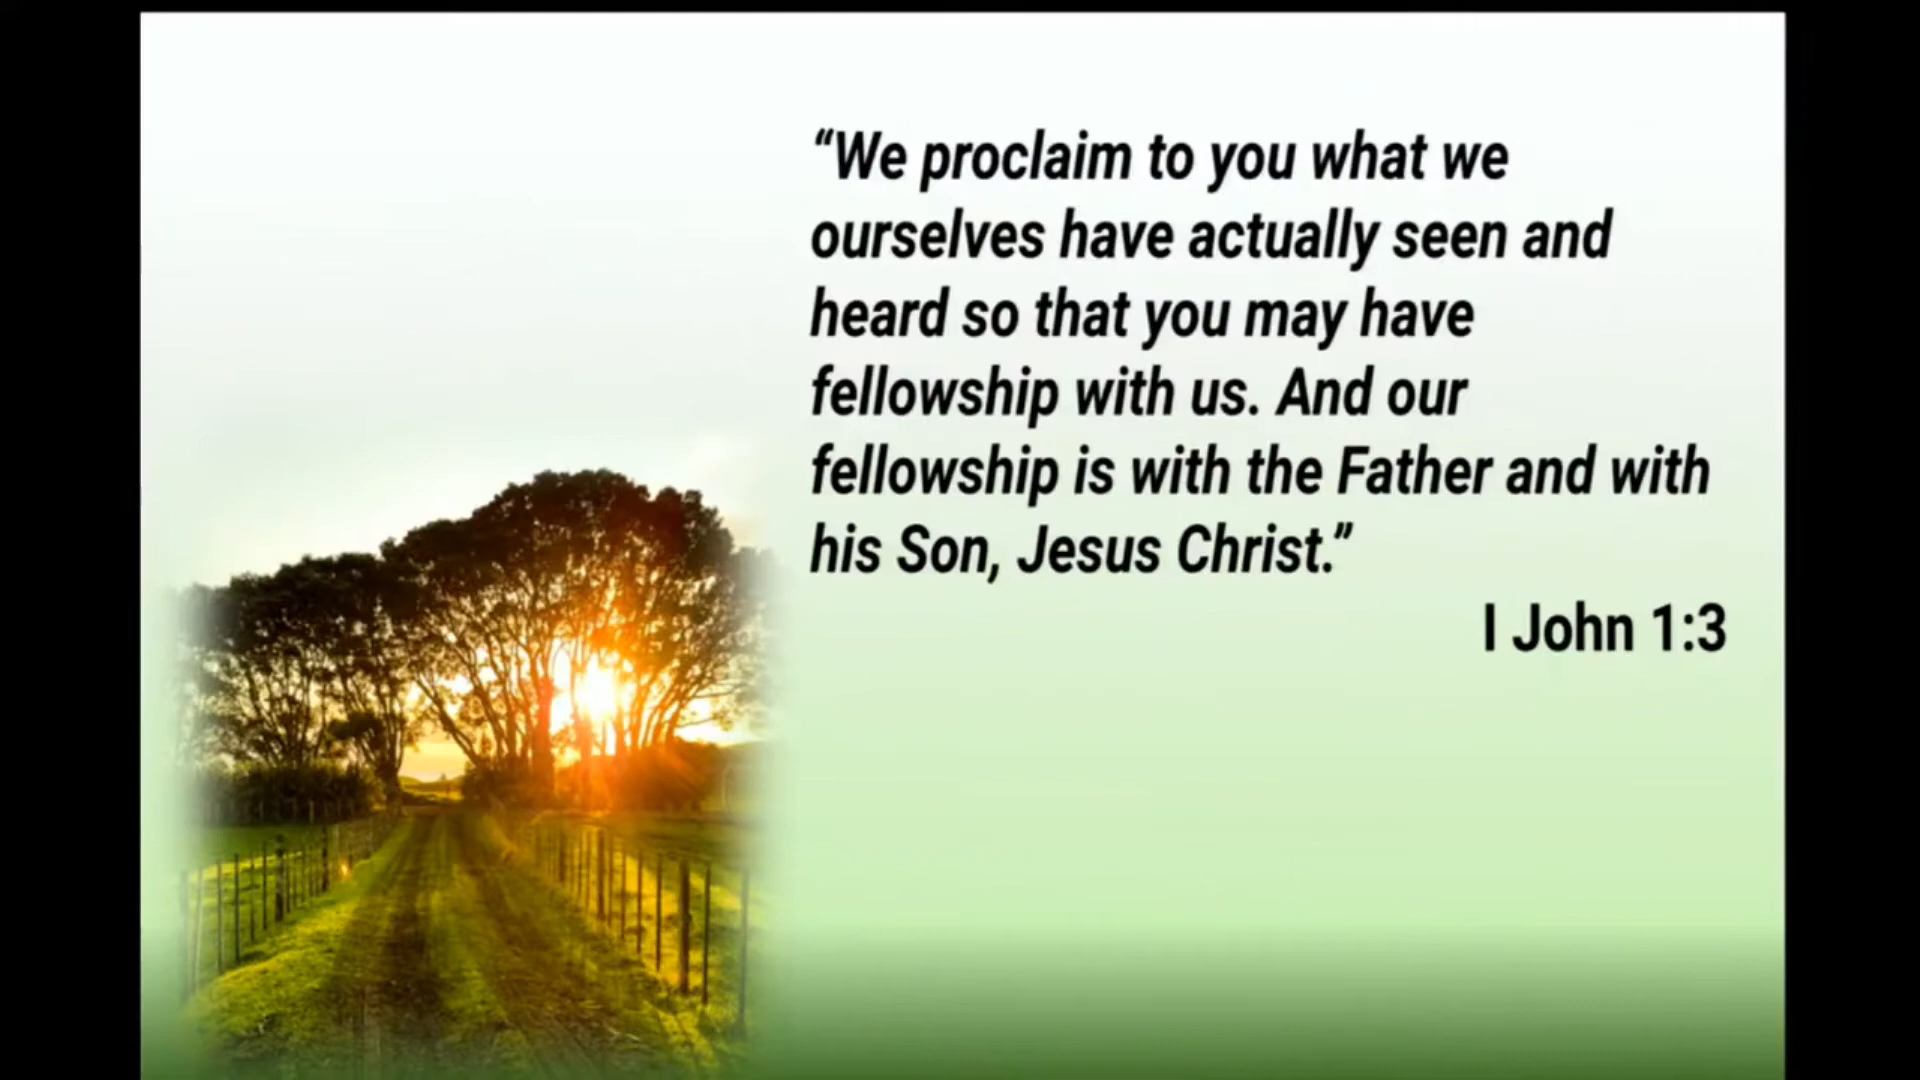 “We proclaim to you what we
ourselves have actually seen and
heard so that you may have
fellowship with us. And our
fellowship is with the Father and with
his Son, Jesus Christ.”
I John 1:3